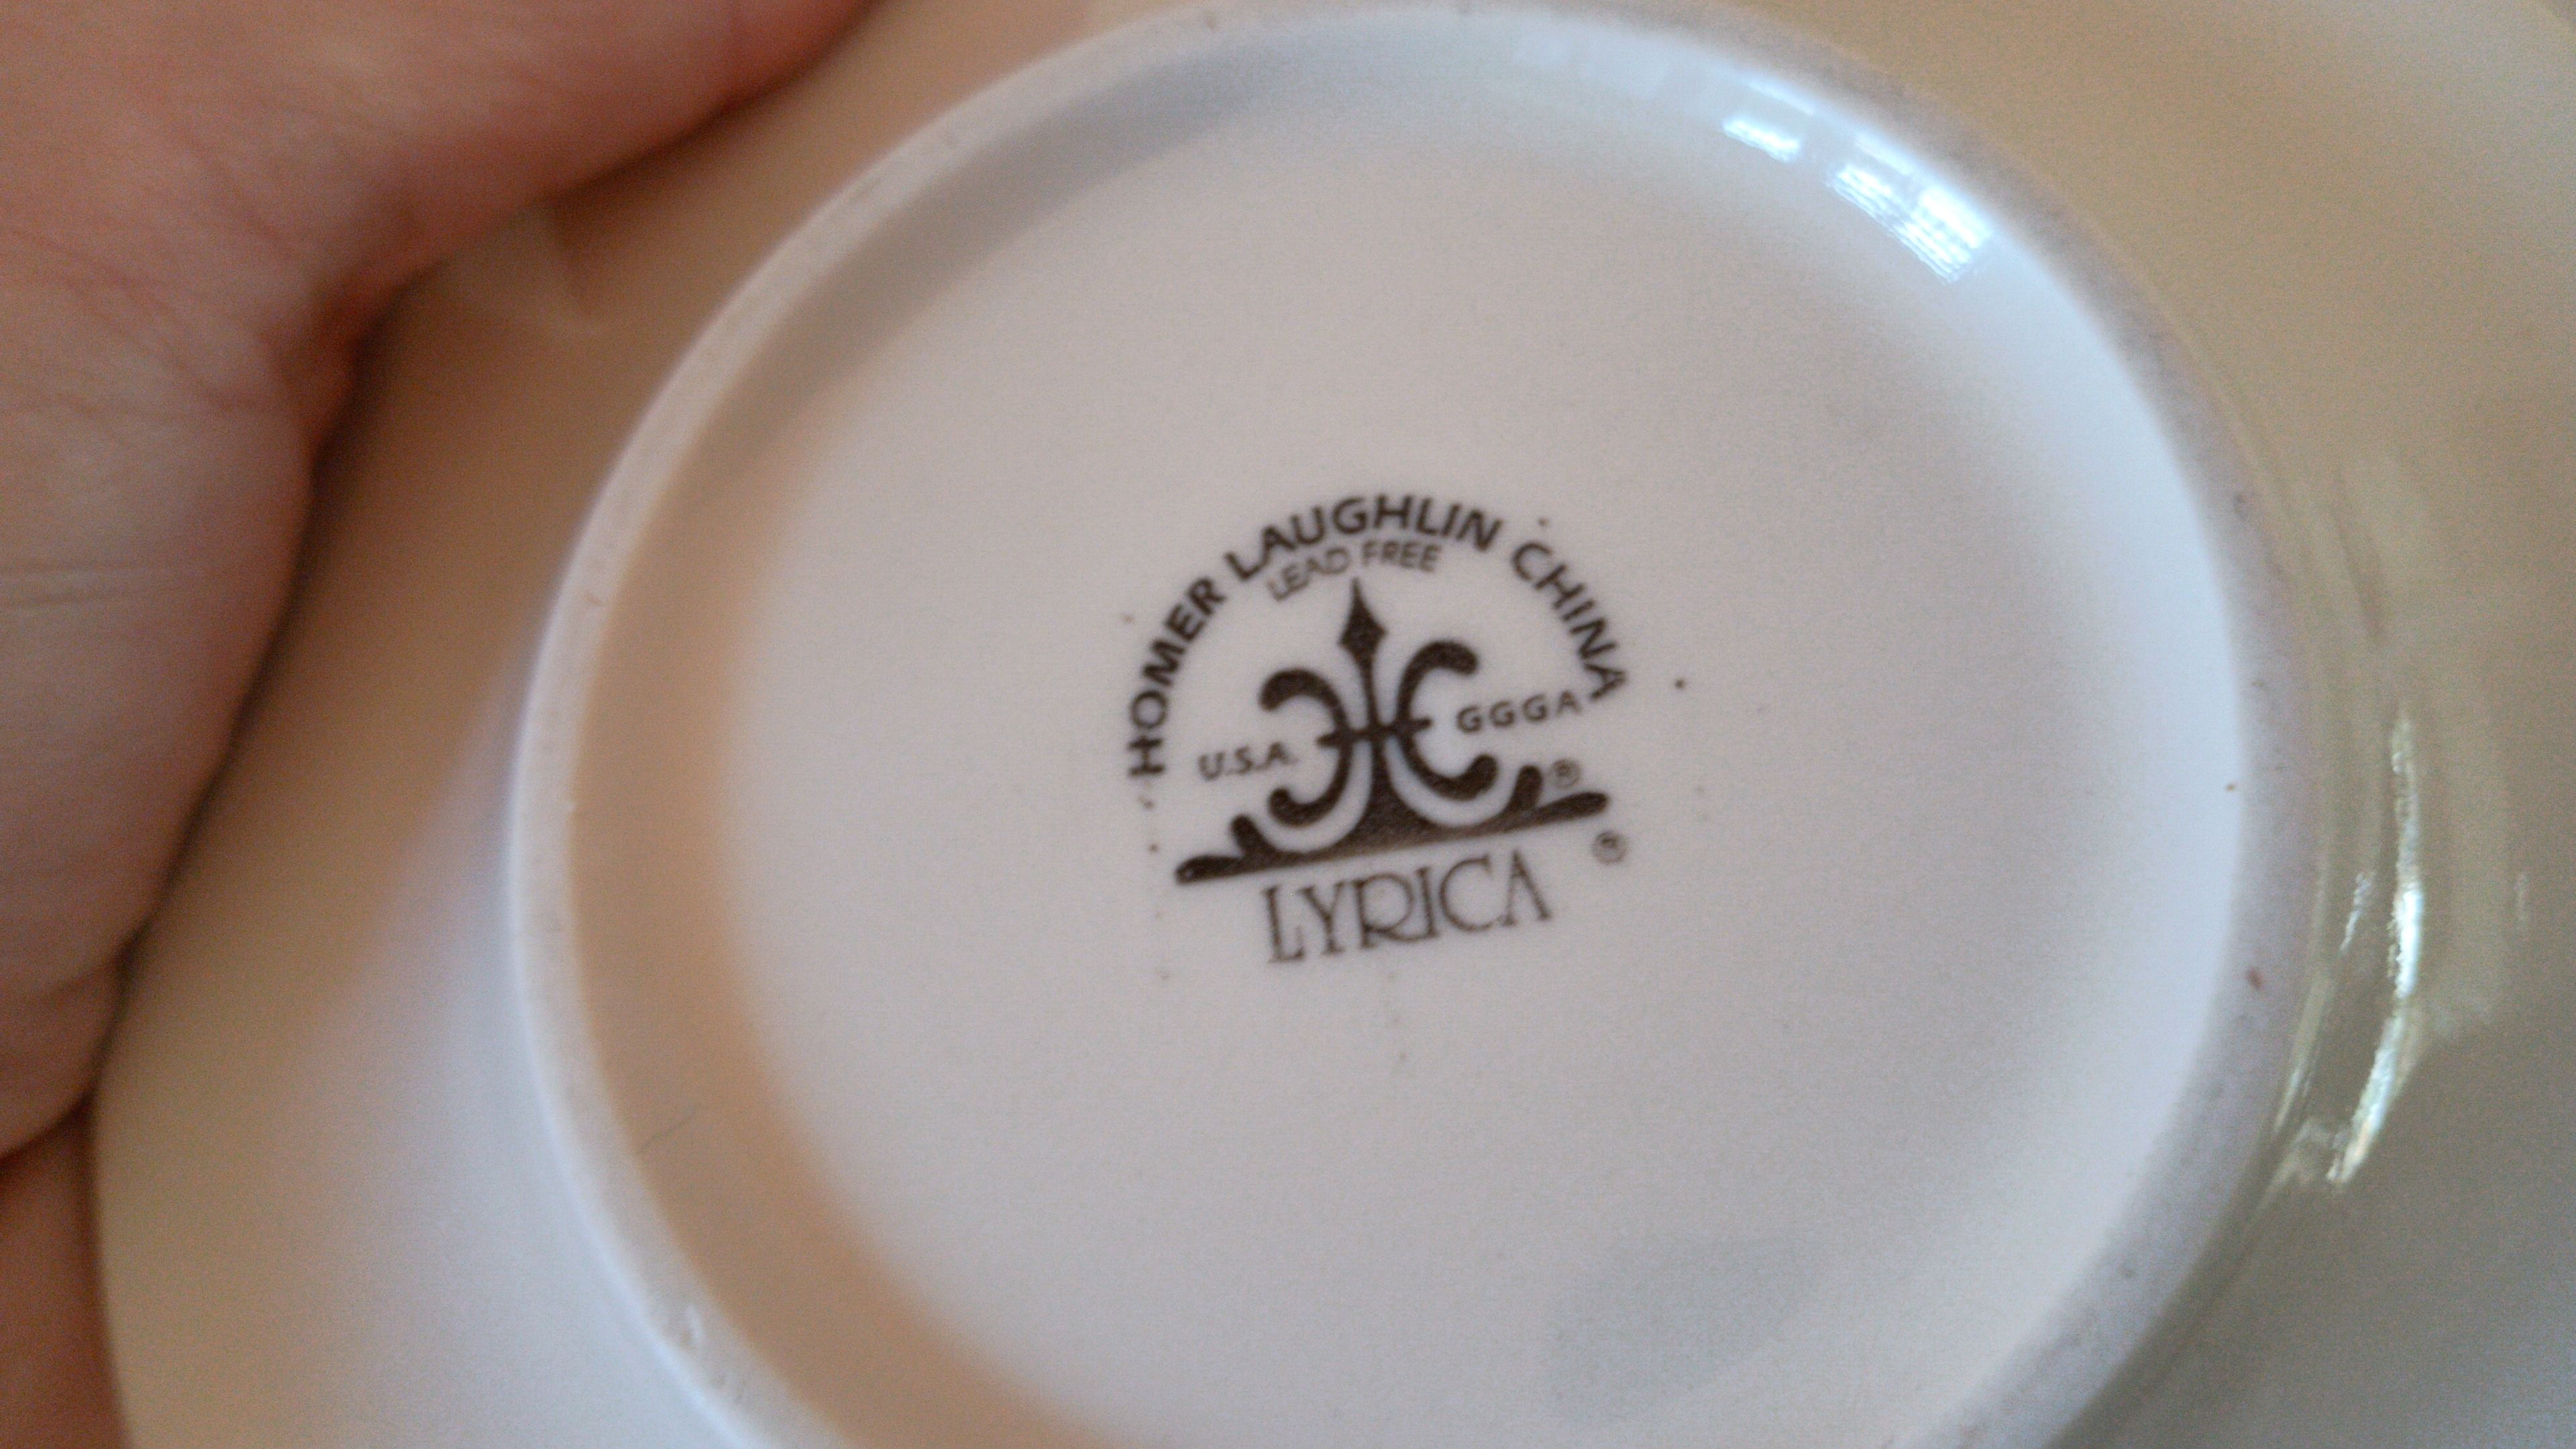 HOMER LAUGHLIN CHINA
LEAD FREE
U.S.A. GGGA
®
®
LYRICA